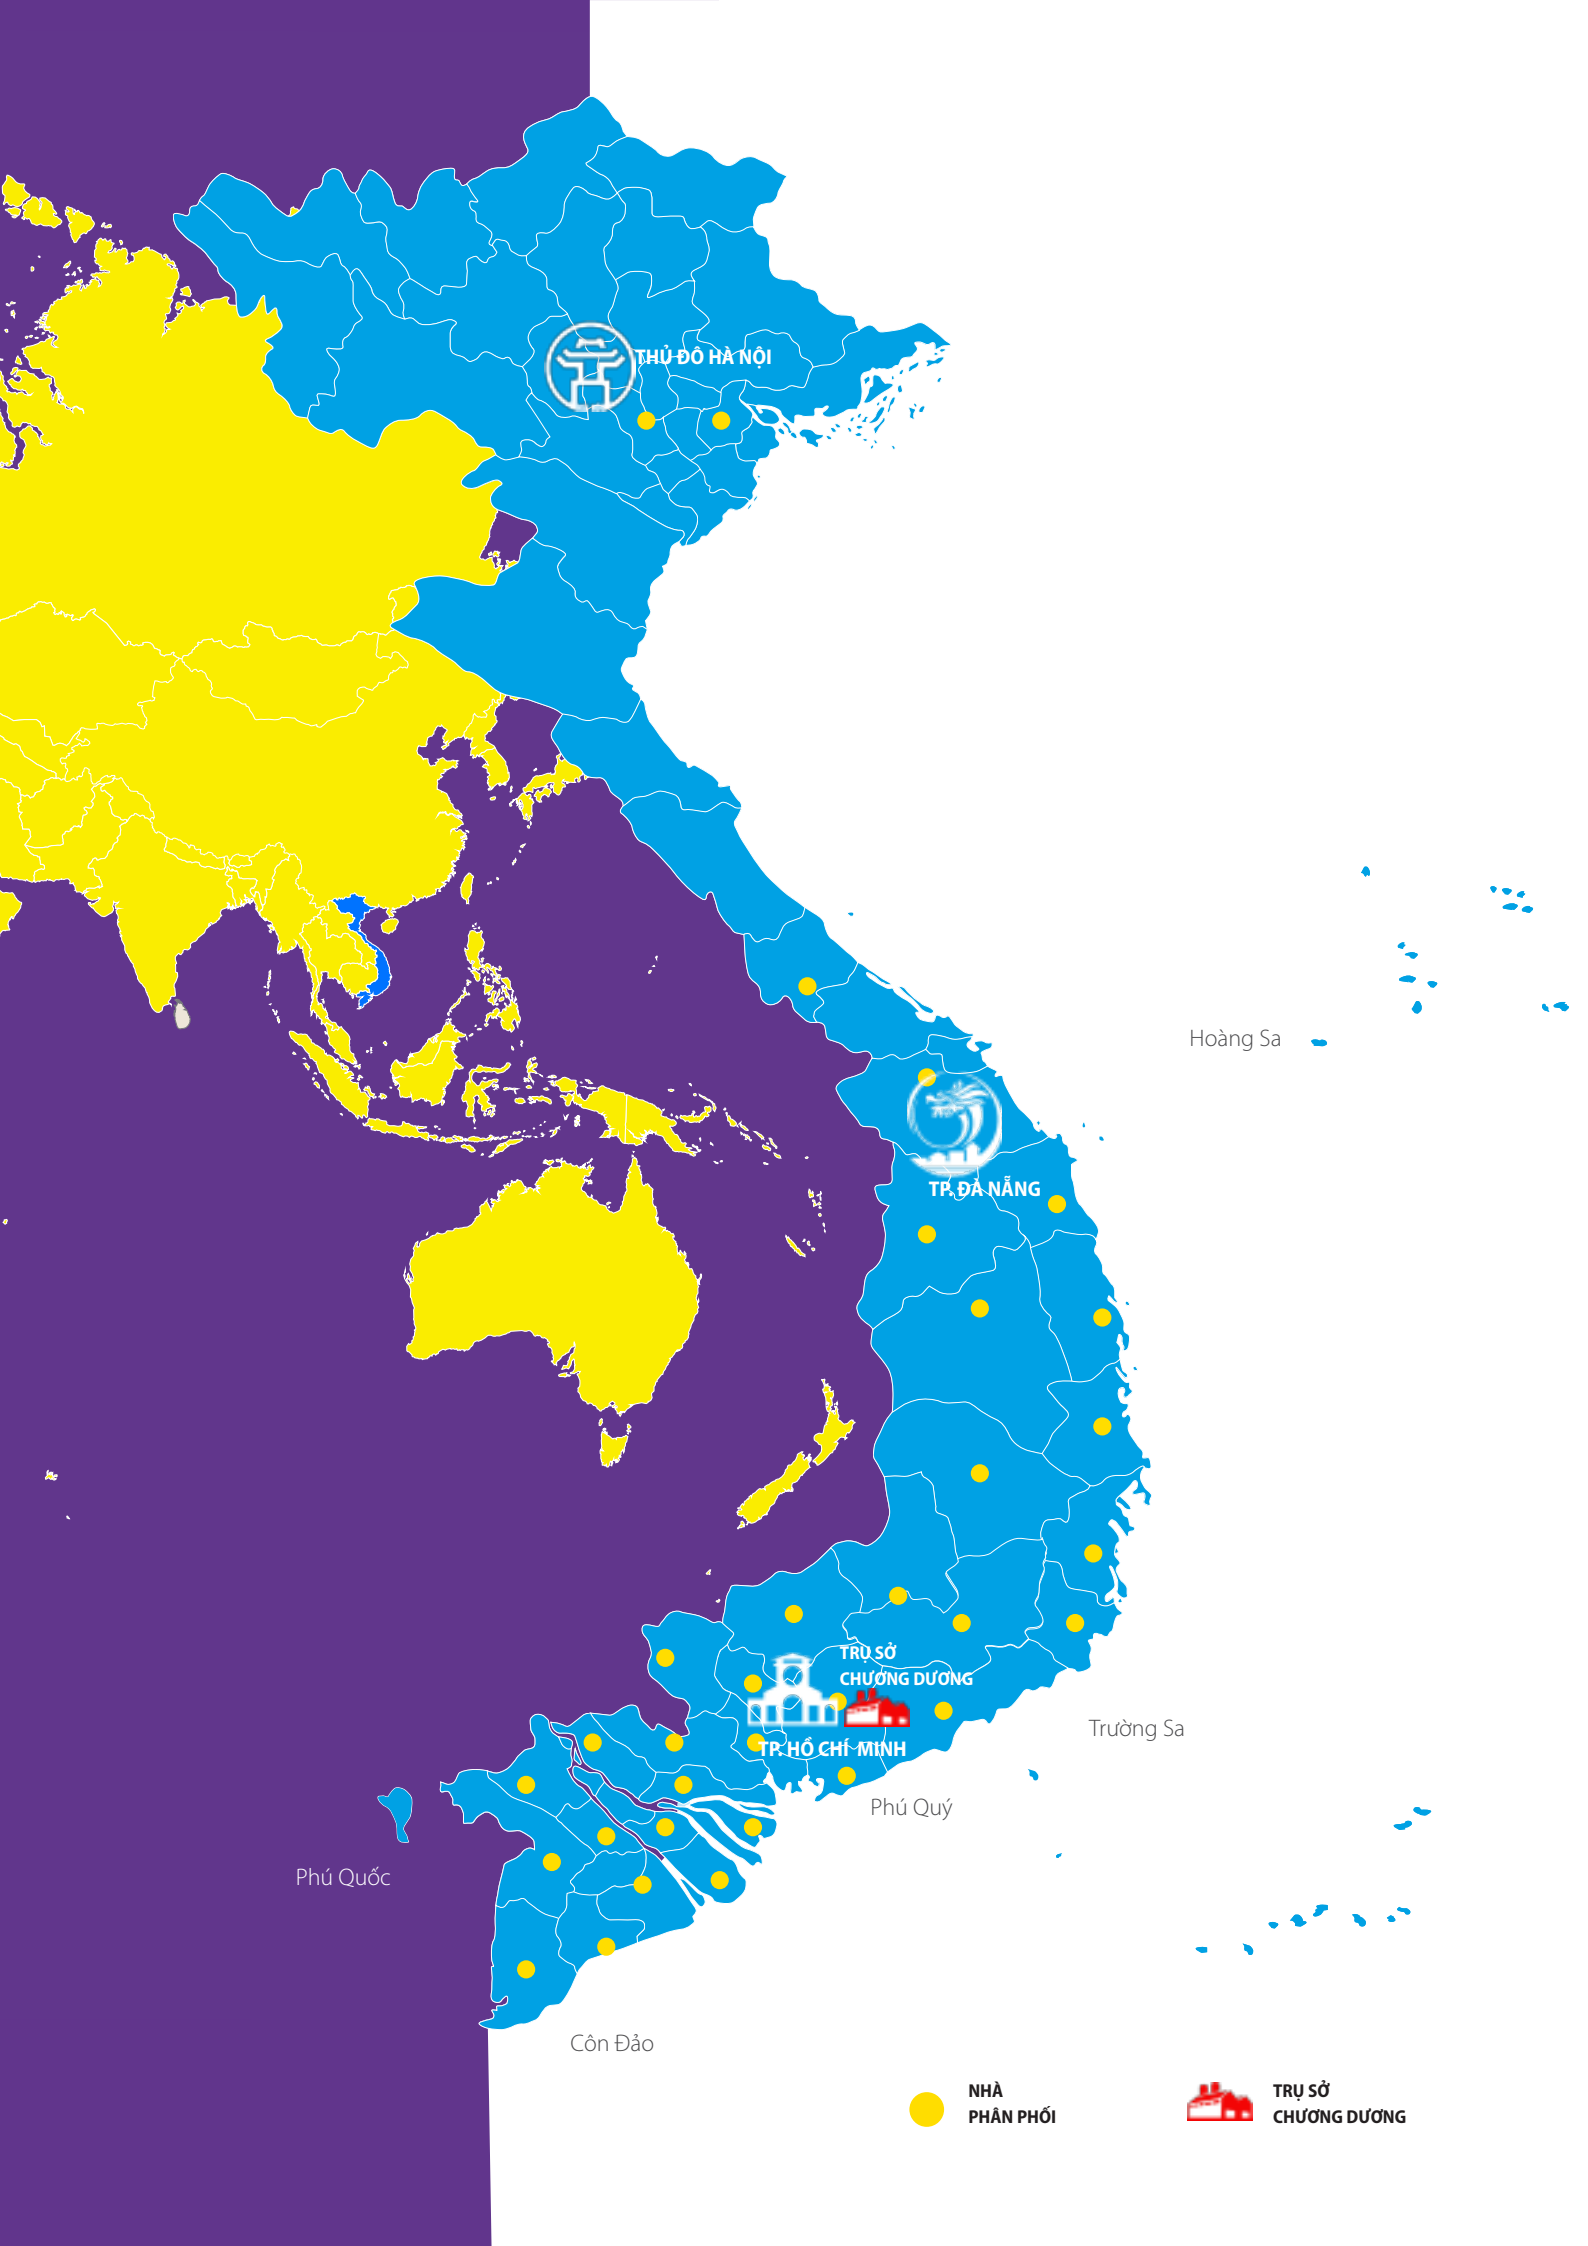 THỦ ĐÔ HÀ NỘI
Hoàng Sa
TP. ĐÀ NẴNG
TRỤ SỞ
CHƯƠNG DƯƠNG
Trường Sa
TP. HỒ CHÍ MINH
Phú Quý
Phú Quốc
Côn Đảo
NHÀ
PHÂN PHỐI
TRỤ SỞ
CHƯƠNG DƯƠNG